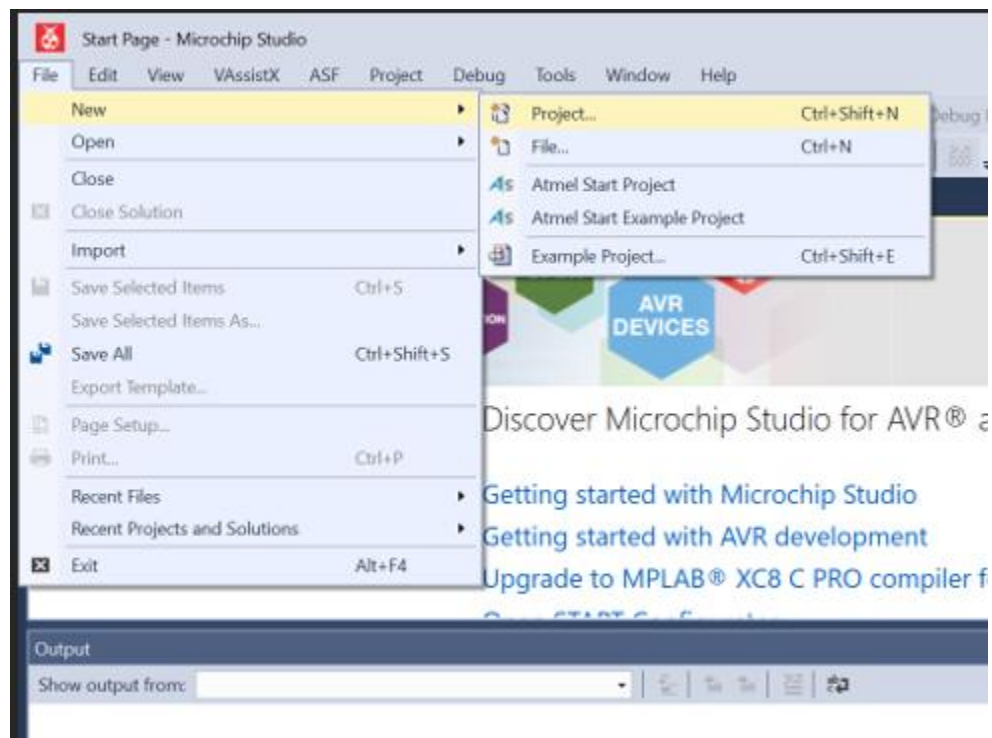 Start Page - Microchip Studio
File Edit View VAssistX ASF Project Debug Tools Window Help
New
Open
Close
Close Solution
Import
Save Selected Items Ctrl+S
Save Selected Items As...
Save All Ctrl+Shift+S
Export Template...
Page Setup...
Print... Ctrl+P
Recent Files
Recent Projects and Solutions
Exit Alt+F4
Project... Ctrl+Shift+N
File... Ctrl+N
Atmel Start Project
Atmel Start Example Project
Example Project... Ctrl+Shift+E
Debug
AVR
DEVICES
Discover Microchip Studio for AVR® a
Getting started with Microchip Studio
Getting started with AVR development
Upgrade to MPLAB® XC8 C PRO compiler f
Output
Show output from: